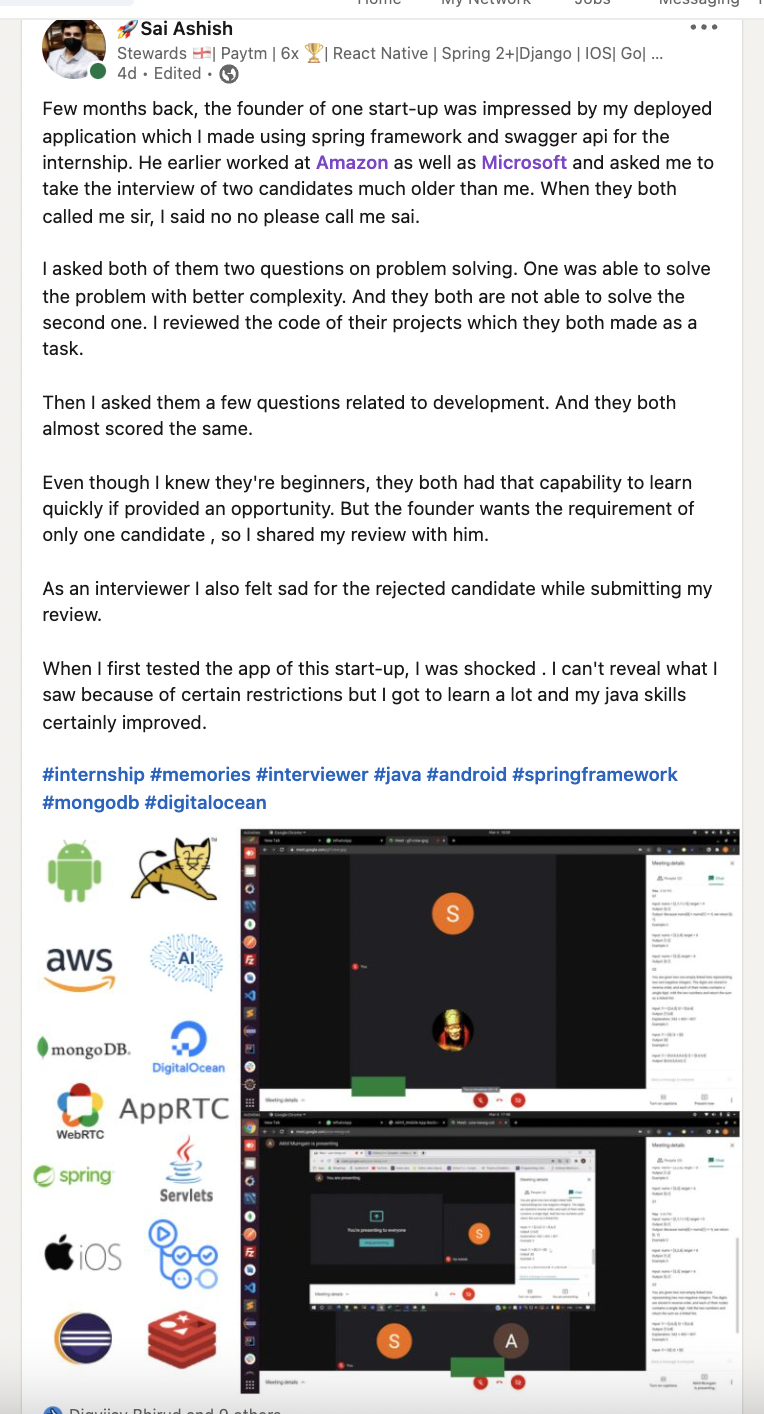 Home My Network Jobs Messaging
🚀 Sai Ashish
Stewards 🏴󠁧󠁢󠁥󠁮󠁧󠁿| Paytm | 6x 🏆| React Native | Spring 2+|Django | IOS| Go| ...
4d • Edited •
Few months back, the founder of one start-up was impressed by my deployed
application which I made using spring framework and swagger api for the
internship. He earlier worked at Amazon as well as Microsoft and asked me to
take the interview of two candidates much older than me. When they both
called me sir, I said no no please call me sai.
I asked both of them two questions on problem solving. One was able to solve
the problem with better complexity. And they both are not able to solve the
second one. I reviewed the code of their projects which they both made as a
task.
Then I asked them a few questions related to development. And they both
almost scored the same.
Even though I knew they're beginners, they both had that capability to learn
quickly if provided an opportunity. But the founder wants the requirement of
only one candidate , so I shared my review with him.
As an interviewer I also felt sad for the rejected candidate while submitting my
review.
When I first tested the app of this start-up, I was shocked . I can't reveal what I
saw because of certain restrictions but I got to learn a lot and my java skills
certainly improved.
#internship #memories #interviewer #java #android #springframework
#mongodb #digitalocean
aws
AI
mongoDB.
DigitalOcean
WebRTC
AppRTC
spring
Servlets
iOS
Meeting details
S
You
Meeting details
Meeting details
You're presenting to everyone
S
Meeting details
S
A
You
Meeting details
Digvijay Bhirud and 9 others